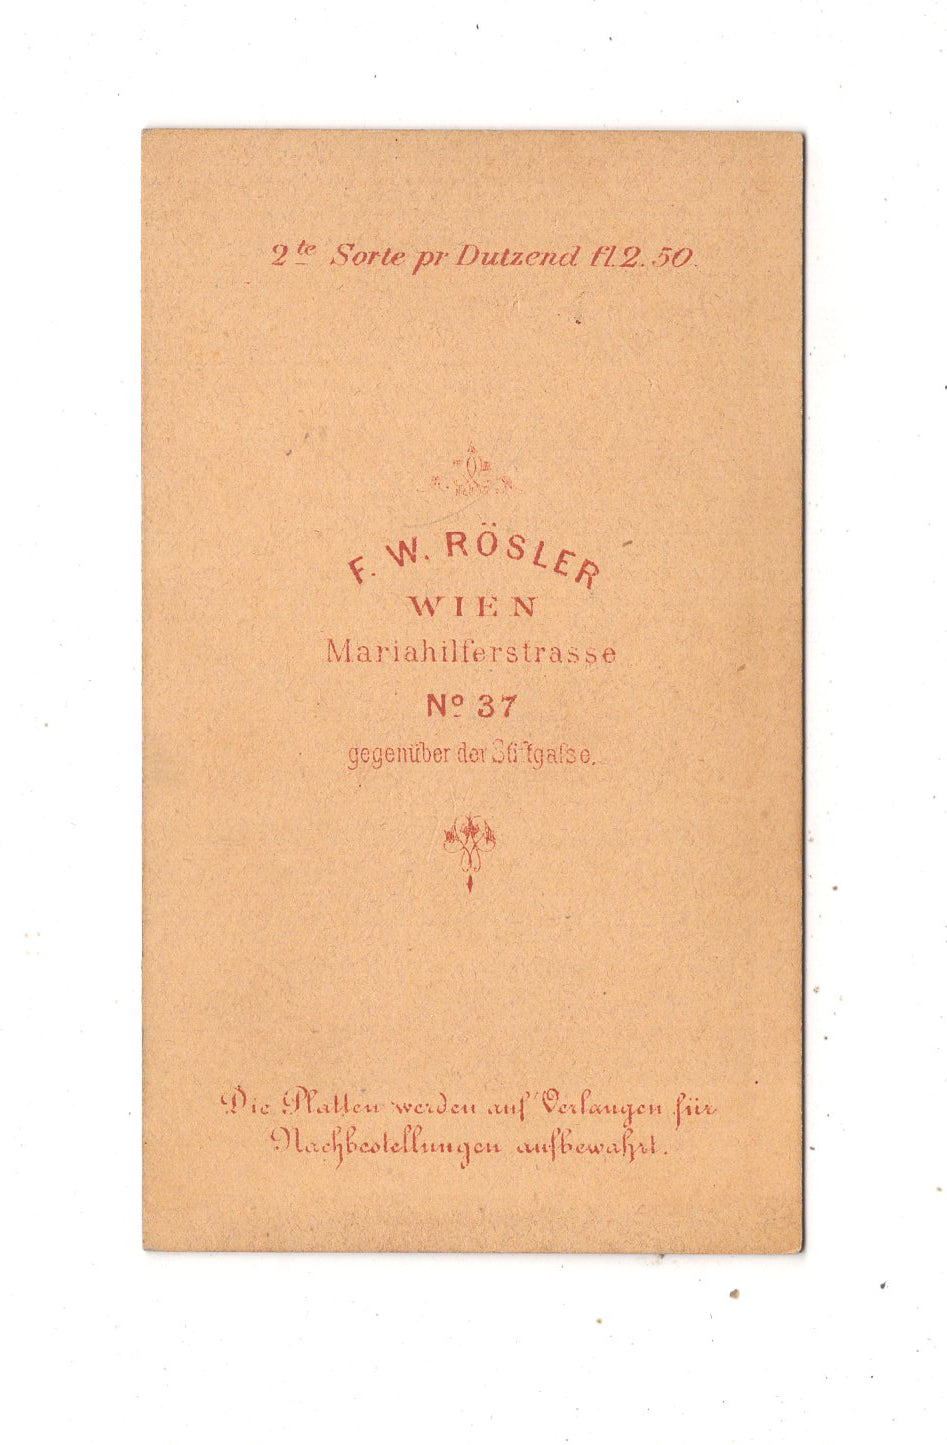 2te Sorte pr Dutzend fl. 2. 50.
F. W. RÖSLER
WIEN
Mariahilferstrasse
No 37
gegenüber der Stiftgasse.
Die Platten werden auf Verlangen für
Nachbestellungen aufbewahrt.